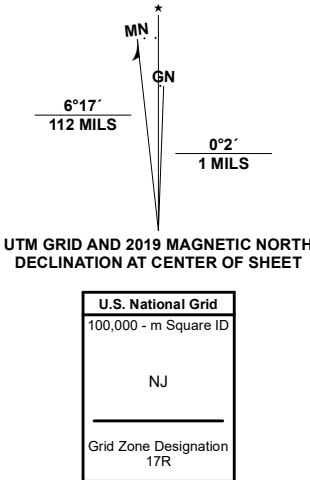 ★
MN
GN
6°17´
112 MILS
0°2´
1 MILS
UTM GRID AND 2019 MAGNETIC NORTH
DECLINATION AT CENTER OF SHEET
U.S. National Grid
100,000 - m Square ID
NJ
Grid Zone Designation
17R